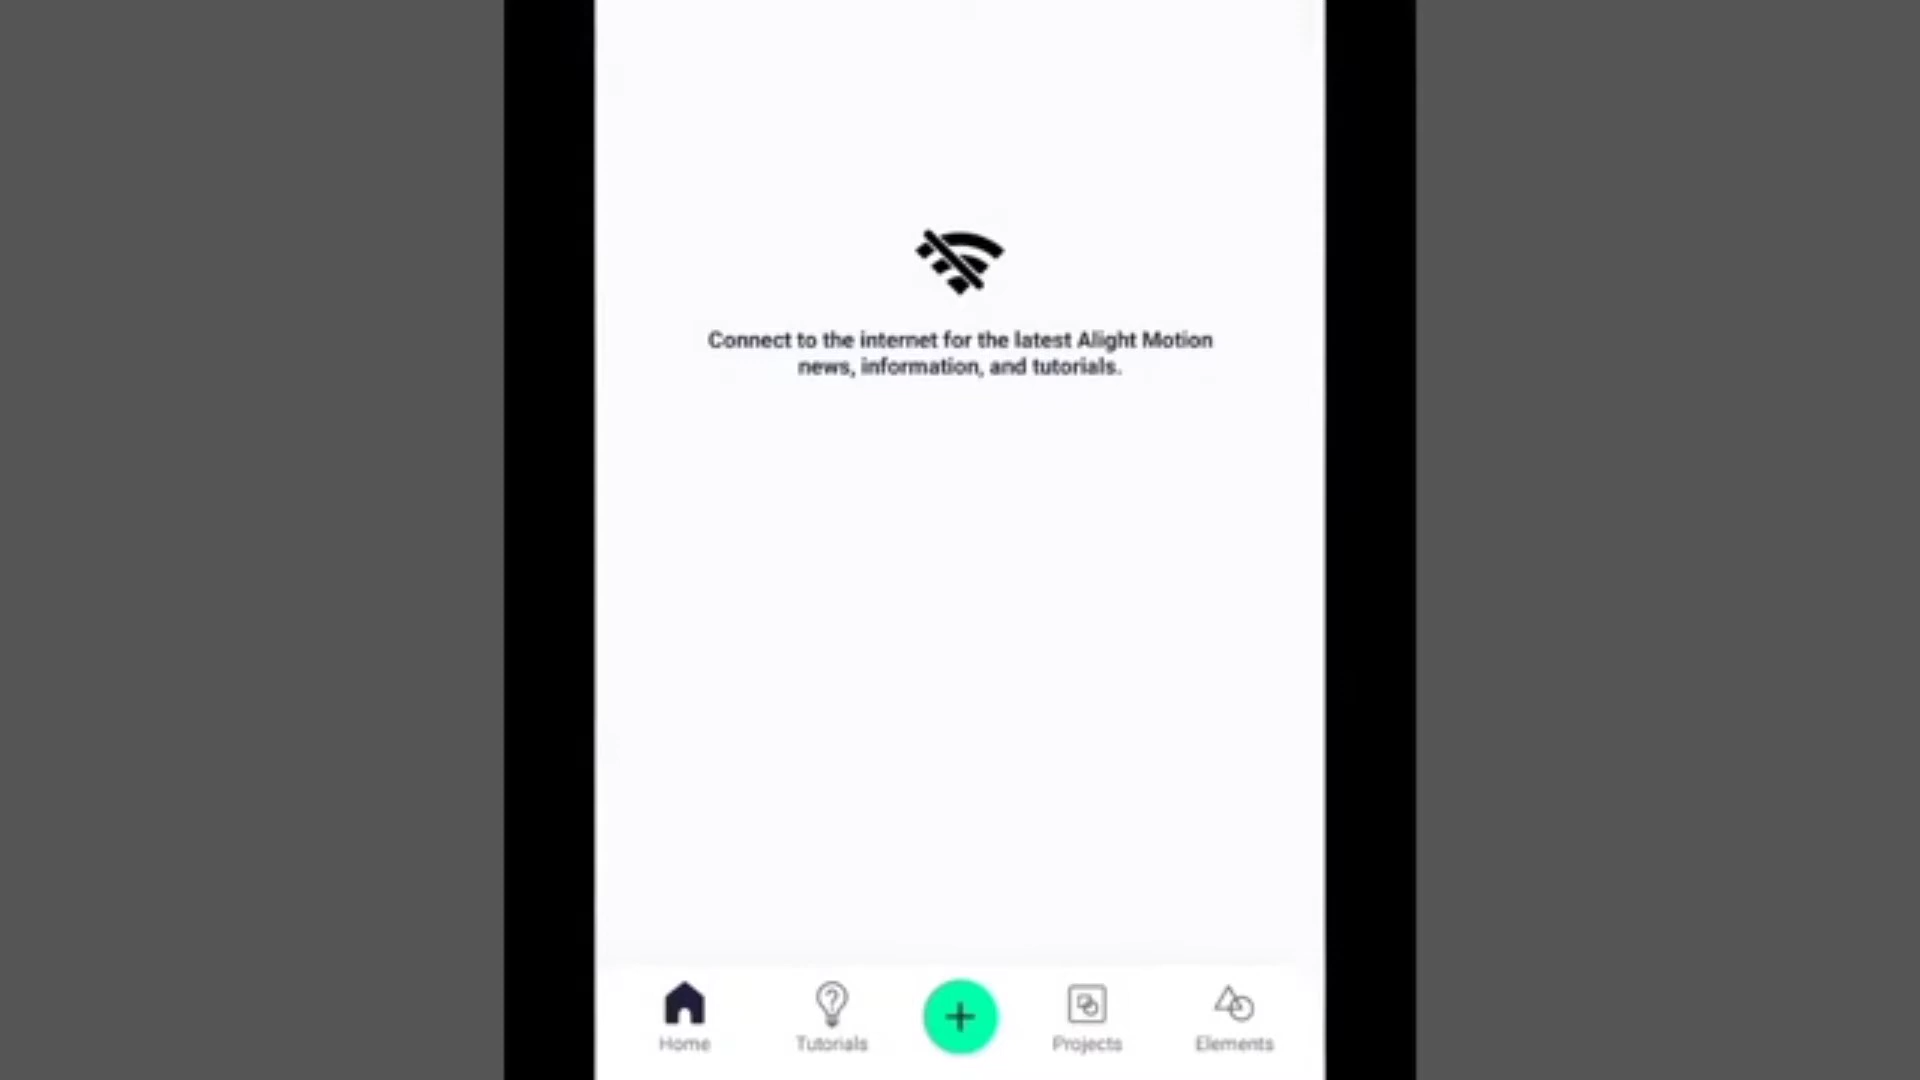 Connect to the internet for the latest Alight Motion
news, information, and tutorials.
Home
Tutorials
Projects
Elements